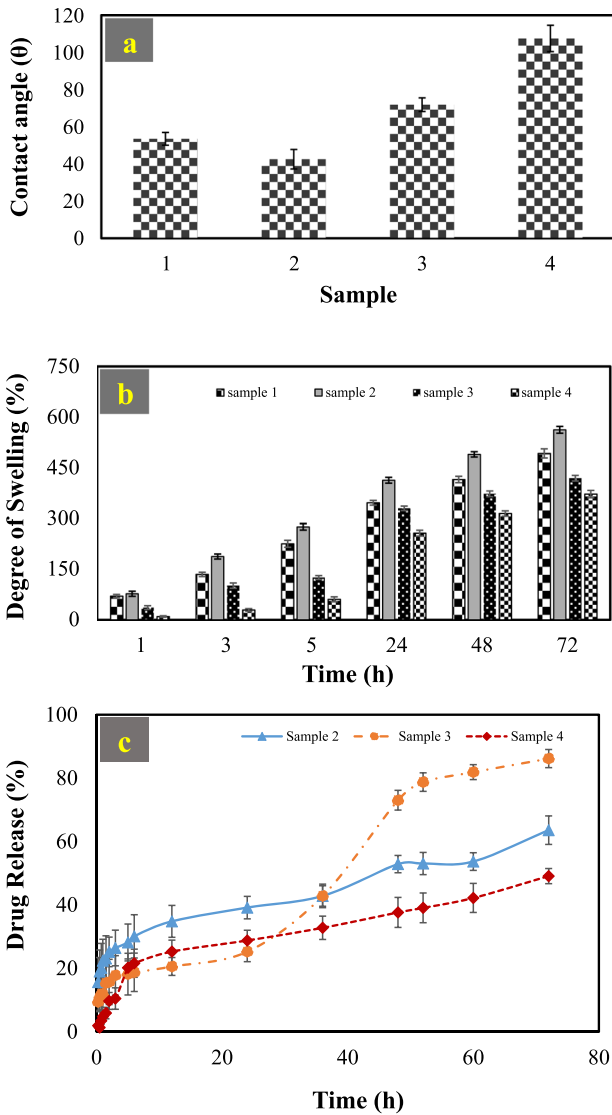 a
Contact angle (θ)
120
100
80
60
40
20
0
1 2 3 4
Sample
b
Degree of Swelling (%)
750
600
450
300
150
0
sample 1 sample 2 sample 3 sample 4
1 3 5 24 48 72
Time (h)
c
Drug Release (%)
100
80
60
40
20
0
Sample 2 Sample 3 Sample 4
0 20 40 60 80
Time (h)